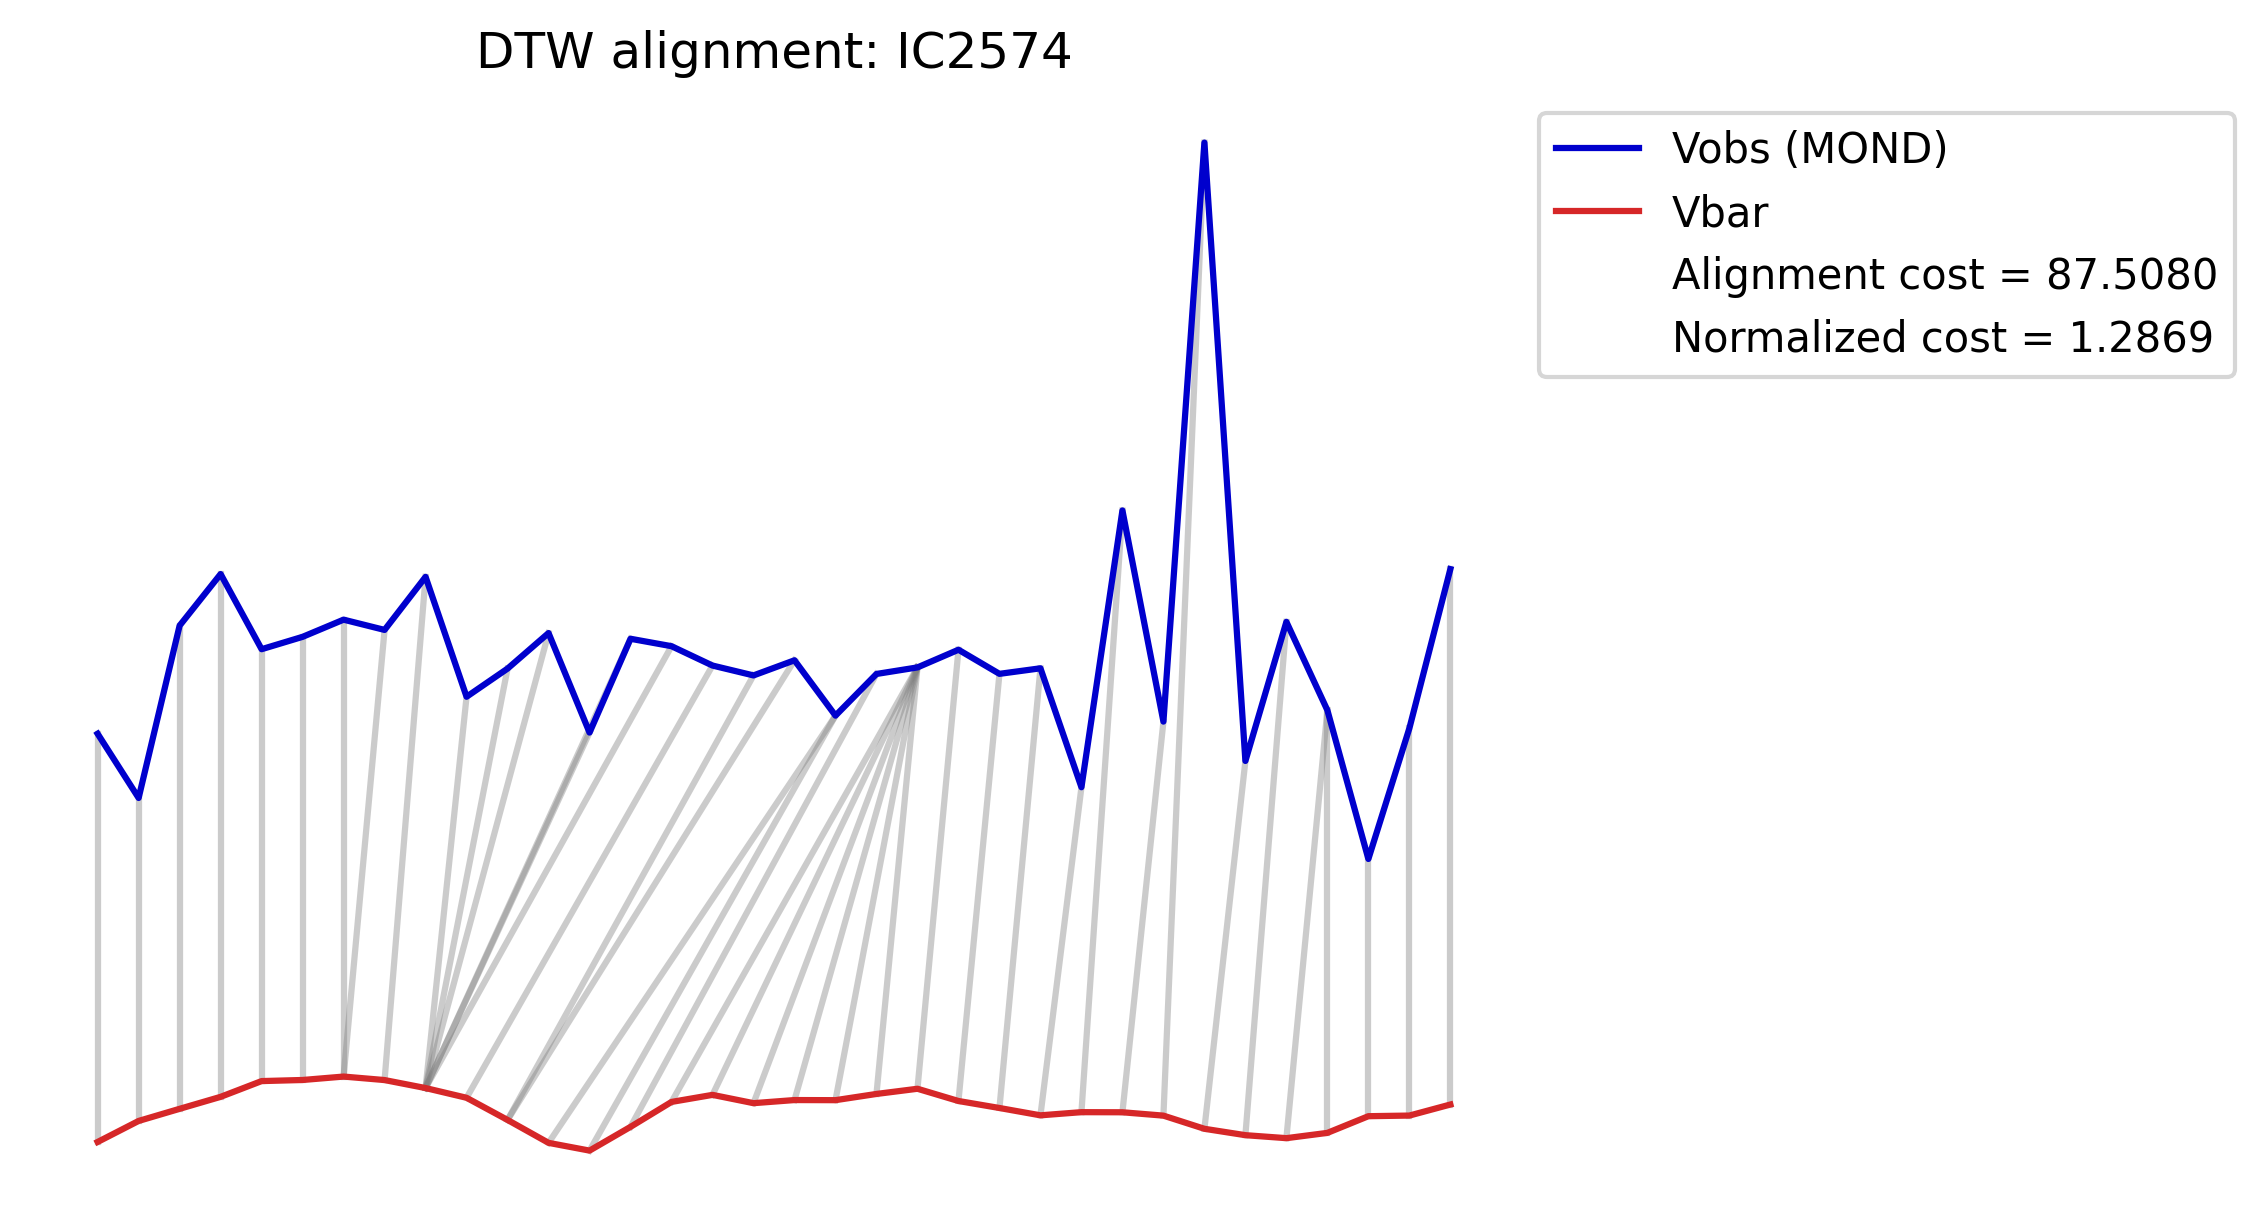 DTW alignment: IC2574
Vobs (MOND)
Vbar
Alignment cost = 87.5080
Normalized cost = 1.2869